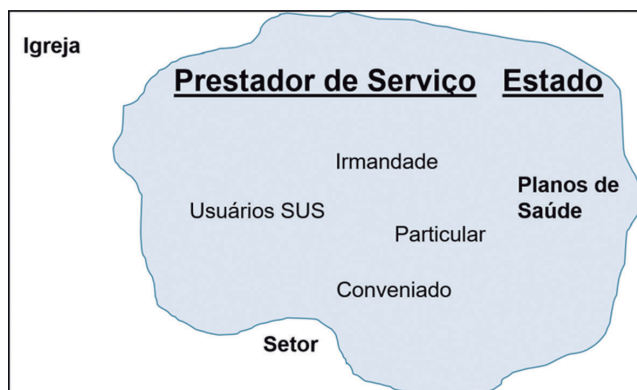 Igreja
Prestador de Serviço Estado
Irmandade
Planos de
Saúde
Usuários SUS
Particular
Conveniado
Setor